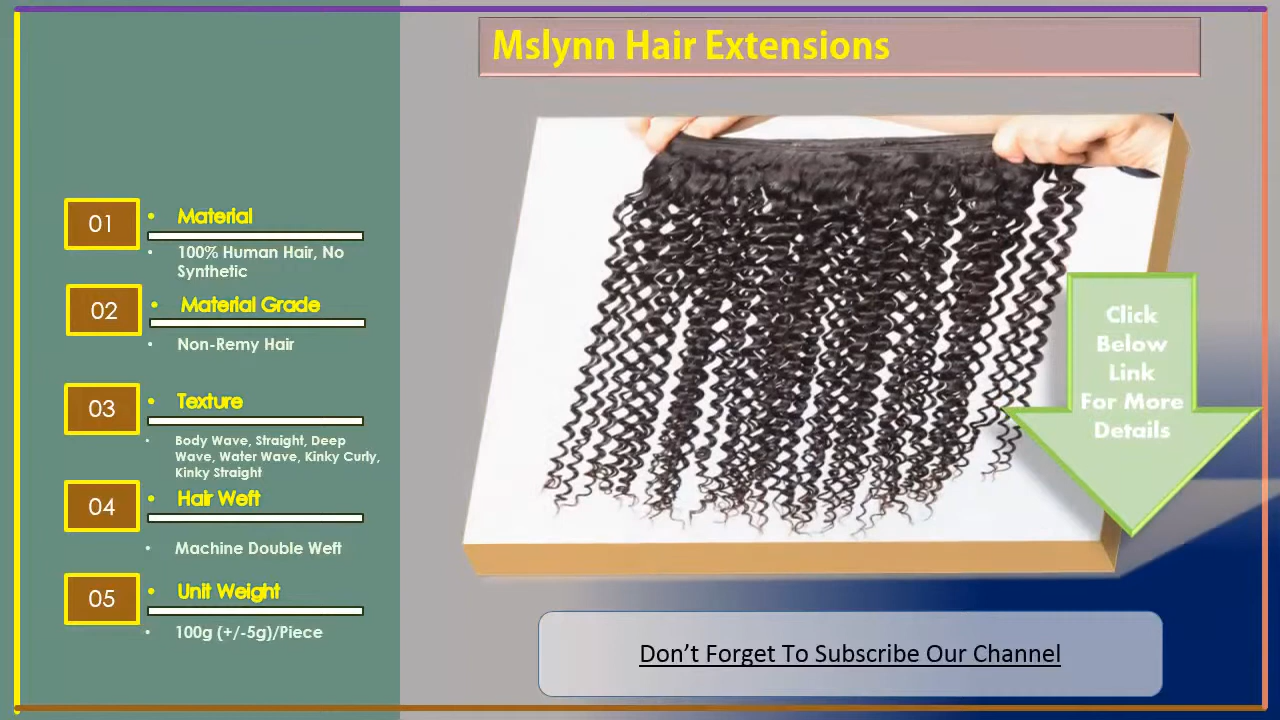 Mslynn Hair Extensions
01
• Material
• 100% Human Hair, No
Synthetic
02
• Material Grade
• Non-Remy Hair
03
• Texture
• Body Wave, Straight, Deep
Wave, Water Wave, Kinky Curly,
Kinky Straight
04
• Hair Weft
• Machine Double Weft
05
• Unit Weight
• 100g (+/-5g)/Piece
Click
Below
Link
For More
Details
Don't Forget To Subscribe Our Channel